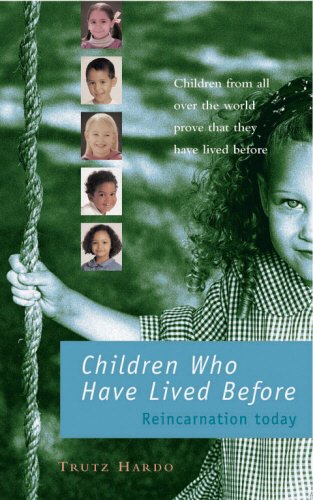 Children from all
over the world
prove that they
have lived before
Children Who
Have Lived Before
Reincarnation today
TRUTZ HARDO